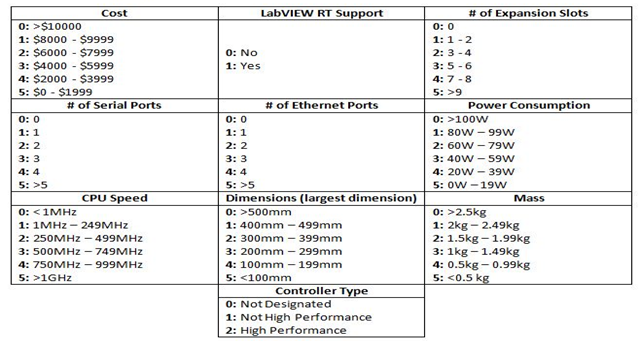 Cost
0: >$10000
1: $8000 - $9999
2: $6000 - $7999
3: $4000 - $5999
4: $2000 - $3999
5: $0 - $1999
LabVIEW RT Support
0: No
1: Yes
# of Expansion Slots
0: 0
1: 1 - 2
2: 3 - 4
3: 5 - 6
4: 7 - 8
5: >9
# of Serial Ports
0: 0
1: 1
2: 2
3: 3
4: 4
5: >5
# of Ethernet Ports
0: 0
1: 1
2: 2
3: 3
4: 4
5: >5
Power Consumption
0: >100W
1: 80W – 99W
2: 60W – 79W
3: 40W – 59W
4: 20W – 39W
5: 0W – 19W
CPU Speed
0: <1MHz
1: 1MHz – 249MHz
2: 250MHz – 499MHz
3: 500MHz – 749MHz
4: 750MHz – 999MHz
5: >1GHz
Dimensions (largest dimension)
0: >500mm
1: 400mm – 499mm
2: 300mm – 399mm
3: 200mm – 299mm
4: 100mm – 199mm
5: <100mm
Mass
0: >2.5kg
1: 2kg – 2.49kg
2: 1.5kg – 1.99kg
3: 1kg – 1.49kg
4: 0.5kg – 0.99kg
5: <0.5 kg
Controller Type
0: Not Designated
1: Not High Performance
2: High Performance